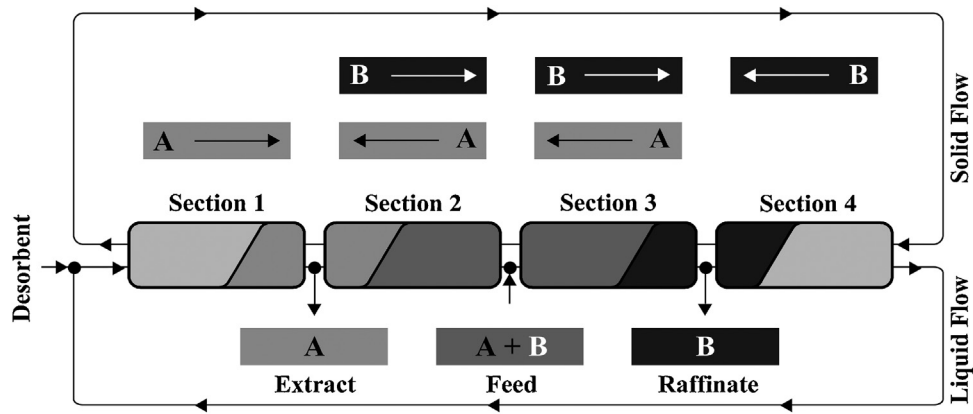 B
B
B
A
A
A
Solid Flow
Section 1
Section 2
Section 3
Section 4
Desorbent
A
A + B
B
Extract
Feed
Raffinate
Liquid Flow